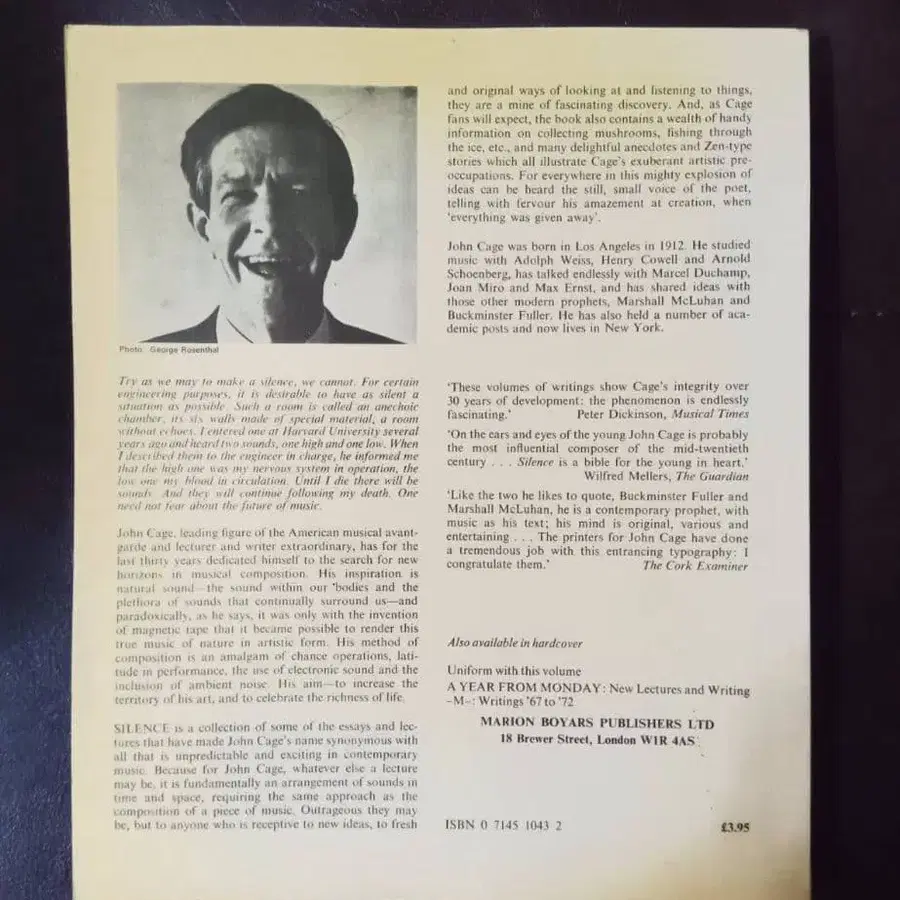 Photo: George Rosenthal
Try as we may to make a silence, we cannot. For certain
engineering purposes, it is desirable to have as silent a
situation as possible. Such a room is called an anechoic
chamber, its six walls made of special material, a room
without echoes. I entered one at Harvard University several
years ago and heard two sounds, one high and one low. When
I described them to the engineer in charge, he informed me
that the high one was my nervous system in operation, the
low one my blood in circulation. Until I die there will be
sounds. And they will continue following my death. One
need not fear about the future of music.
John Cage, leading figure of the American musical avant-
garde and lecturer and writer extraordinary, has for the
last thirty years dedicated himself to the search for new
horizons in musical composition. His inspiration is
natural sound—the sound within our 'bodies and the
plethora of sounds that continually surround us—and
paradoxically, as he says, it was only with the invention
of magnetic tape that it became possible to render this
true music of nature in artistic form. His method of
composition is an amalgam of chance operations, lati-
tude in performance, the use of electronic sound and the
inclusion of ambient noise. His aim—to increase the
territory of his art, and to celebrate the richness of life.
SILENCE is a collection of some of the essays and lec-
tures that have made John Cage's name synonymous with
all that is unpredictable and exciting in contemporary
music. Because for John Cage, whatever else a lecture
may be, it is fundamentally an arrangement of sounds in
time and space, requiring the same approach as the
composition of a piece of music. Outrageous they may
be, but to anyone who is receptive to new ideas, to fresh
and original ways of looking at and listening to things,
they are a mine of fascinating discovery. And, as Cage
fans will expect, the book also contains a wealth of handy
information on collecting mushrooms, fishing through
the ice, etc., and many delightful anecdotes and Zen-type
stories which all illustrate Cage's exuberant artistic pre-
occupations. For everywhere in this mighty explosion of
ideas can be heard the still, small voice of the poet,
telling with fervour his amazement at creation, when
'everything was given away'.
John Cage was born in Los Angeles in 1912. He studied
music with Adolph Weiss, Henry Cowell and Arnold
Schoenberg, has talked endlessly with Marcel Duchamp,
Joan Miro and Max Ernst, and has shared ideas with
those other modern prophets, Marshall McLuhan and
Buckminster Fuller. He has also held a number of aca-
demic posts and now lives in New York.
'These volumes of writings show Cage's integrity over
30 years of development: the phenomenon is endlessly
fascinating.' Peter Dickinson, Musical Times
'On the ears and eyes of the young John Cage is probably
the most influential composer of the mid-twentieth
century . . . Silence is a bible for the young in heart.'
Wilfred Mellers, The Guardian
'Like the two he likes to quote, Buckminster Fuller and
Marshall McLuhan, he is a contemporary prophet, with
music as his text; his mind is original, various and
entertaining . . . The printers for John Cage have done
a tremendous job with this entrancing typography: I
congratulate them.' The Cork Examiner
Also available in hardcover
Uniform with this volume
A YEAR FROM MONDAY: New Lectures and Writing
–M–: Writings '67 to '72
MARION BOYARS PUBLISHERS LTD
18 Brewer Street, London W1R 4AS
ISBN 0 7145 1043 2
£3.95